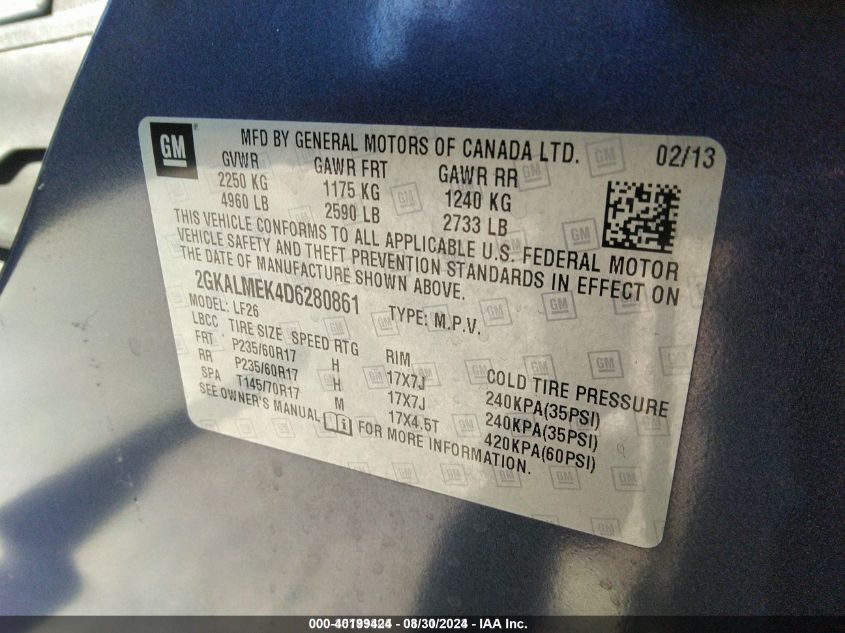 GM
MFD BY GENERAL MOTORS OF CANADA LTD. 02/13
GVWR GAWR FRT GAWR RR
2250 KG 1175 KG 1240 KG
4960 LB 2590 LB 2733 LB
THIS VEHICLE CONFORMS TO ALL APPLICABLE U.S. FEDERAL MOTOR
VEHICLE SAFETY AND THEFT PREVENTION STANDARDS IN EFFECT ON
THE DATE OF MANUFACTURE SHOWN ABOVE.
2GKALMEK4D6280861 TYPE: M.P.V.
MODEL: LF26
LBCC TIRE SIZE SPEED RTG RIM COLD TIRE PRESSURE
FRT P235/60R17 H 17X7J 240KPA(35PSI)
RR P235/60R17 H 17X7J 240KPA(35PSI)
SPA T145/70R17 M 17X4.5T 420KPA(60PSI)
SEE OWNER'S MANUAL FOR MORE INFORMATION.
000-40199424 - 08/30/2024 - IAA Inc.